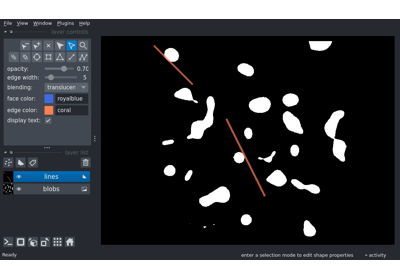 File View Window Plugins Help
layer controls
opacity: 0.70
edge width: 5
blending: translucen
face color: royalblue
edge color: coral
display text: ✓
layer list
lines
blobs
Ready enter a selection mode to edit shape properties activity